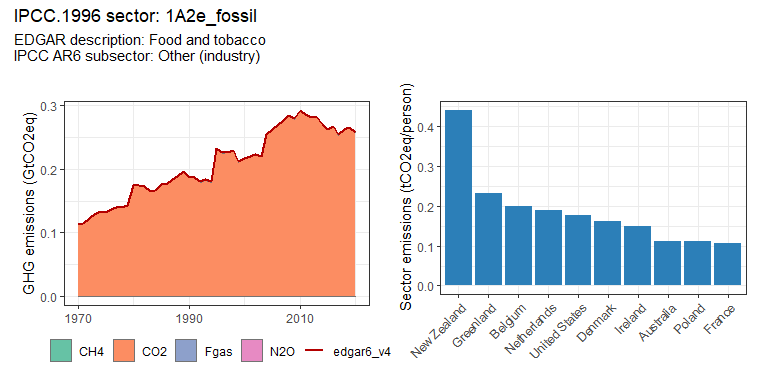 IPCC.1996 sector: 1A2e_fossil
EDGAR description: Food and tobacco
IPCC AR6 subsector: Other (industry)
GHG emissions (GtCO2eq)
0.3
0.2
0.1
0.0
1970
1990
2010
CH4
CO2
Fgas
N2O
edgar6_v4
Sector emissions (tCO2eq/person)
0.4
0.3
0.2
0.1
0.0
New Zealand
Greenland
Belgium
Netherlands
United States
Denmark
Ireland
Australia
Poland
France